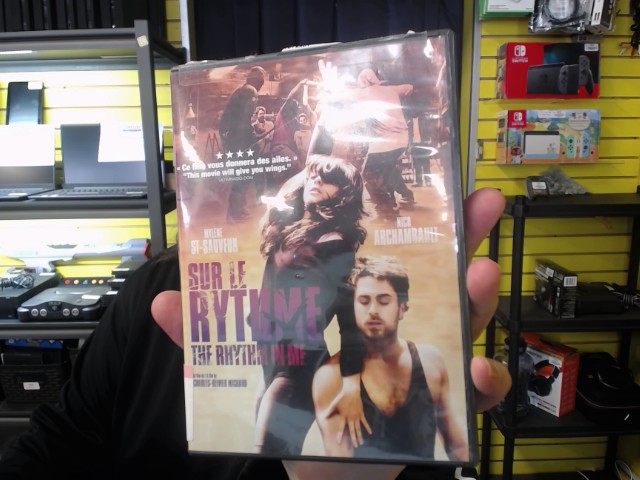 « Ce film vous donnera des ailes. »
"This movie will give you wings."
MYLÈNE
ST-SAUVEUR
NICO
ARCHAMBAULT
SUR LE
RYTHME
THE RHYTHM IN ME
CHARLES-OLIVIER MICHAUD